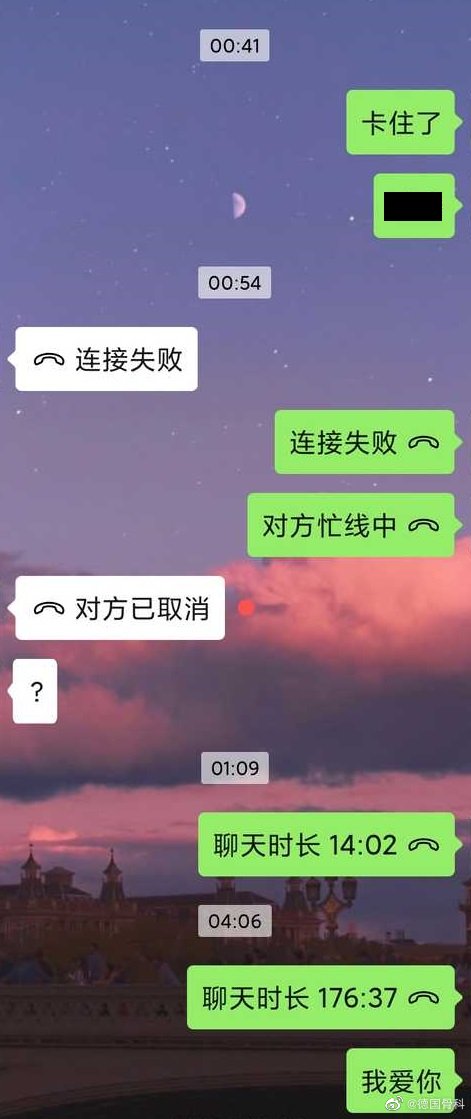 00:41
卡住了
00:54
连接失败
连接失败
对方忙线中
对方已取消
?
01:09
聊天时长 14:02
04:06
聊天时长 176:37
我爱你
@德国骨科